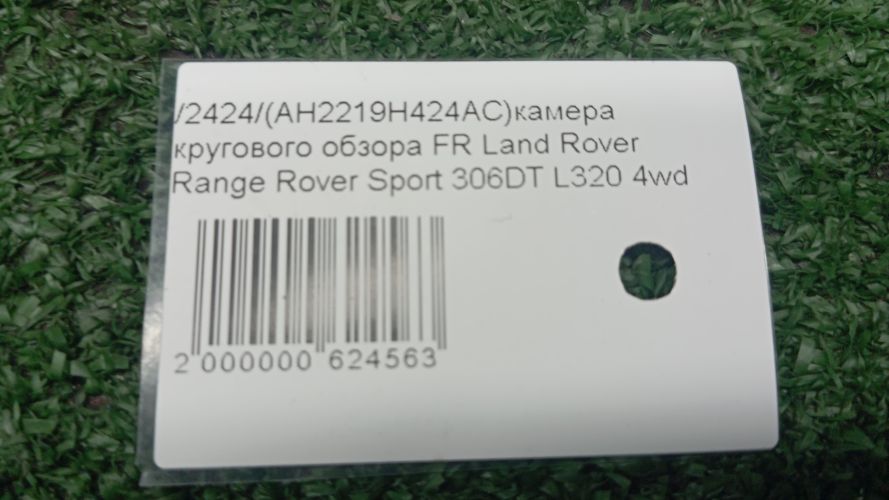 /2424/(AH2219H424AC)камера
кругового обзора FR Land Rover
Range Rover Sport 306DT L320 4wd
2 000000 624563